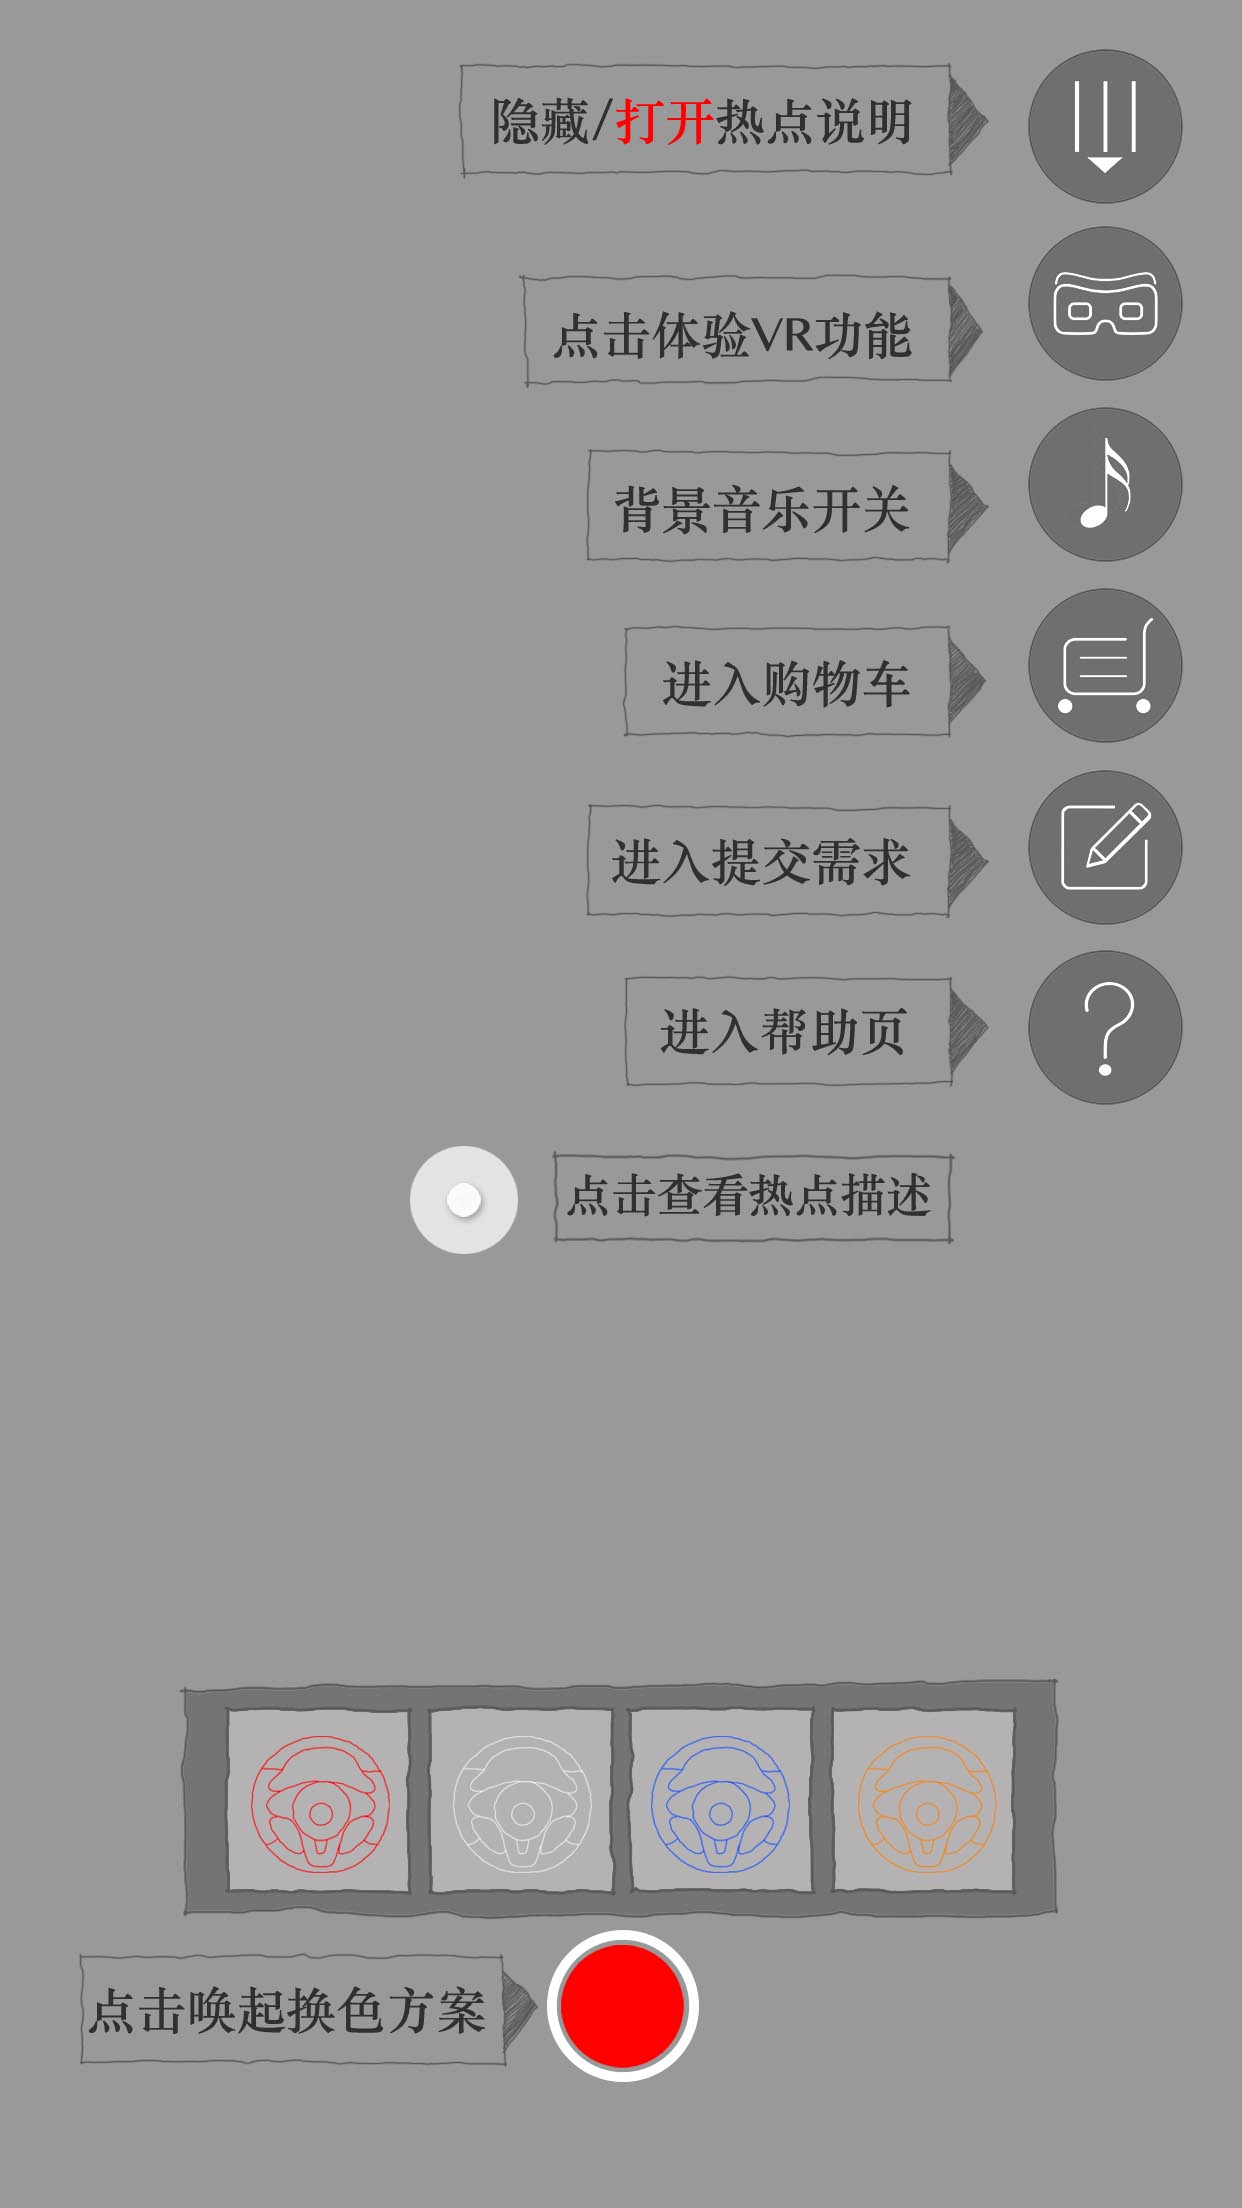 隐藏/打开热点说明
点击体验VR功能
背景音乐开关
进入购物车
进入提交需求
进入帮助页
点击查看热点描述
点击唤起换色方案